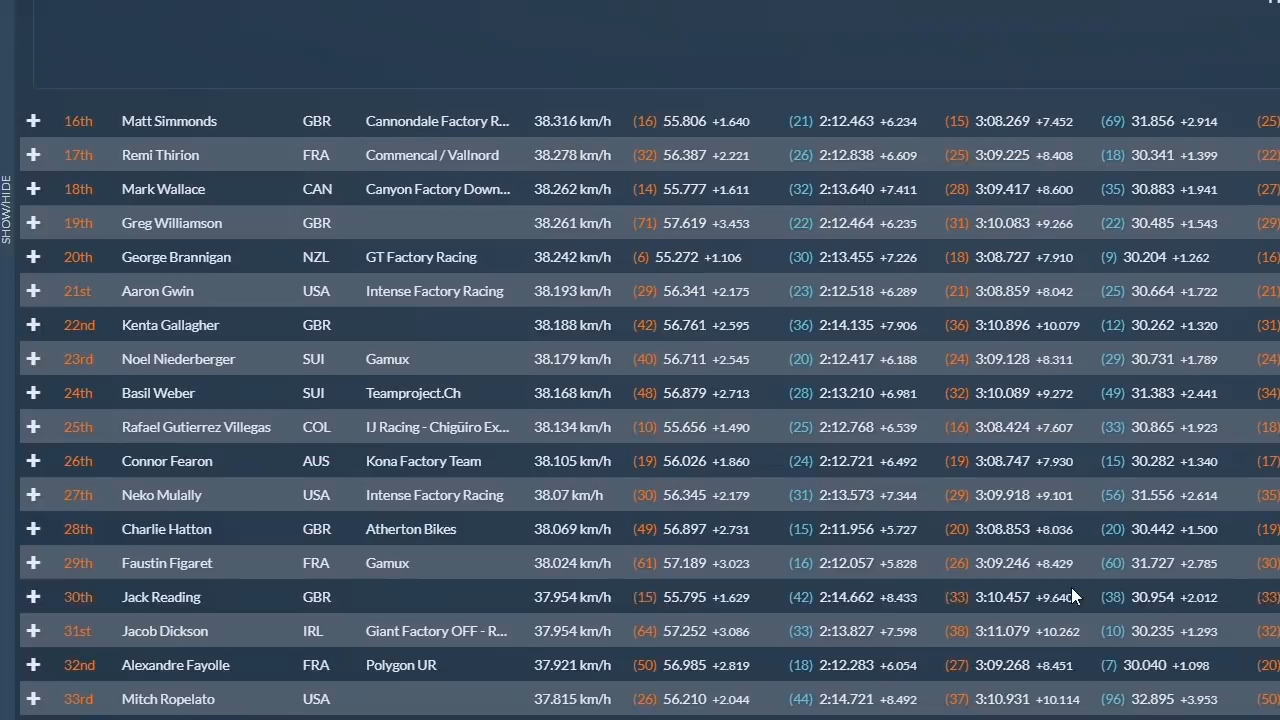 SHOW/HIDE
16th Matt Simmonds GBR Cannondale Factory R... 38.316 km/h (16) 55.806 +1.640 (21) 2:12.463 +6.234 (15) 3:08.269 +7.452 (69) 31.856 +2.914 (25)
17th Remi Thirion FRA Commencal / Vallnord 38.278 km/h (32) 56.387 +2.221 (26) 2:12.838 +6.609 (25) 3:09.225 +8.408 (18) 30.341 +1.399 (22)
18th Mark Wallace CAN Canyon Factory Down... 38.262 km/h (14) 55.777 +1.611 (32) 2:13.640 +7.411 (28) 3:09.417 +8.600 (35) 30.883 +1.941 (27)
19th Greg Williamson GBR 38.261 km/h (71) 57.619 +3.453 (22) 2:12.464 +6.235 (31) 3:10.083 +9.266 (22) 30.485 +1.543 (29)
20th George Brannigan NZL GT Factory Racing 38.242 km/h (6) 55.272 +1.106 (30) 2:13.455 +7.226 (18) 3:08.727 +7.910 (9) 30.204 +1.262 (16)
21st Aaron Gwin USA Intense Factory Racing 38.193 km/h (29) 56.341 +2.175 (23) 2:12.518 +6.289 (21) 3:08.859 +8.042 (25) 30.664 +1.722 (21)
22nd Kenta Gallagher GBR 38.188 km/h (42) 56.761 +2.595 (36) 2:14.135 +7.906 (36) 3:10.896 +10.079 (12) 30.262 +1.320 (31)
23rd Noel Niederberger SUI Gamux 38.179 km/h (40) 56.711 +2.545 (20) 2:12.417 +6.188 (24) 3:09.128 +8.311 (29) 30.731 +1.789 (24)
24th Basil Weber SUI Teamproject.Ch 38.168 km/h (48) 56.879 +2.713 (28) 2:13.210 +6.981 (32) 3:10.089 +9.272 (49) 31.383 +2.441 (34)
25th Rafael Gutierrez Villegas COL IJ Racing - Chigüiro Ex... 38.134 km/h (10) 55.656 +1.490 (25) 2:12.768 +6.539 (16) 3:08.424 +7.607 (33) 30.865 +1.923 (18)
26th Connor Fearon AUS Kona Factory Team 38.105 km/h (19) 56.026 +1.860 (24) 2:12.721 +6.492 (19) 3:08.747 +7.930 (15) 30.282 +1.340 (17)
27th Neko Mulally USA Intense Factory Racing 38.07 km/h (30) 56.345 +2.179 (31) 2:13.573 +7.344 (29) 3:09.918 +9.101 (56) 31.556 +2.614 (35)
28th Charlie Hatton GBR Atherton Bikes 38.069 km/h (49) 56.897 +2.731 (15) 2:11.956 +5.727 (20) 3:08.853 +8.036 (20) 30.442 +1.500 (19)
29th Faustin Figaret FRA Gamux 38.024 km/h (61) 57.189 +3.023 (16) 2:12.057 +5.828 (26) 3:09.246 +8.429 (60) 31.727 +2.785 (30)
30th Jack Reading GBR 37.954 km/h (15) 55.795 +1.629 (42) 2:14.662 +8.433 (33) 3:10.457 +9.640 (38) 30.954 +2.012 (33)
31st Jacob Dickson IRL Giant Factory OFF - R... 37.954 km/h (64) 57.252 +3.086 (33) 2:13.827 +7.598 (38) 3:11.079 +10.262 (10) 30.235 +1.293 (32)
32nd Alexandre Fayolle FRA Polygon UR 37.921 km/h (50) 56.985 +2.819 (18) 2:12.283 +6.054 (27) 3:09.268 +8.451 (7) 30.040 +1.098 (20)
33rd Mitch Ropelato USA 37.815 km/h (26) 56.210 +2.044 (44) 2:14.721 +8.492 (37) 3:10.931 +10.114 (96) 32.895 +3.953 (50)